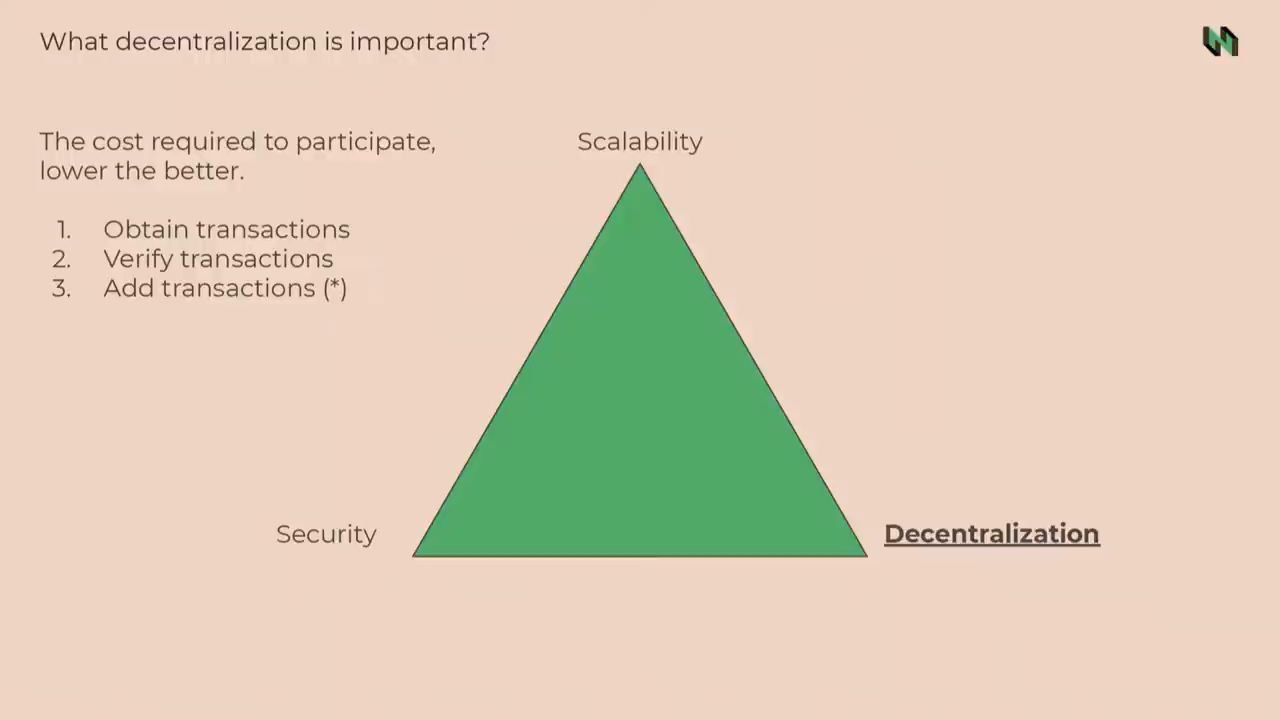 What decentralization is important?
The cost required to participate,
lower the better.
1. Obtain transactions
2. Verify transactions
3. Add transactions (*)
Scalability
Security
Decentralization